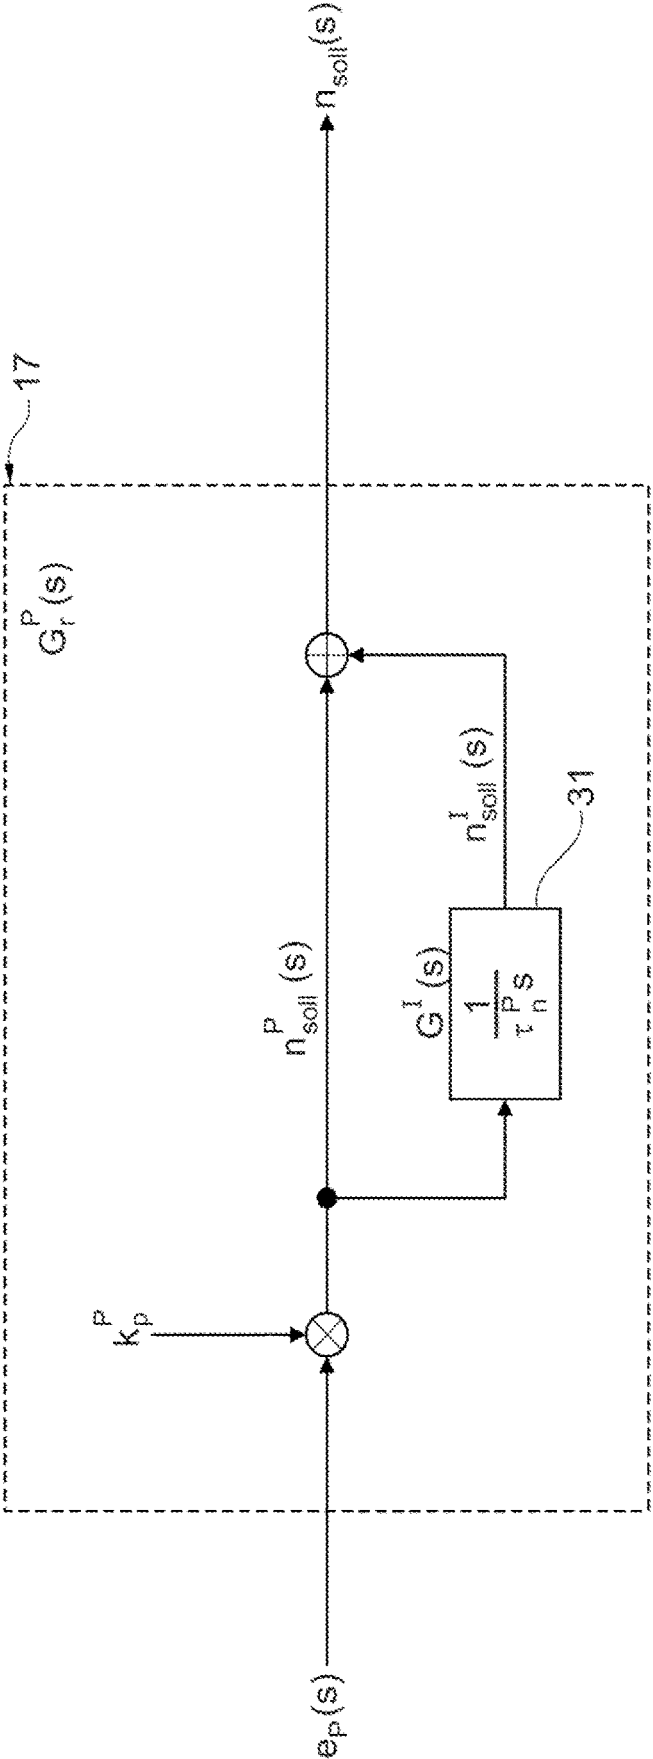 17
G_r^P(s)
k_p^P
n_soll^P(s)
n_soll(s)
e_p(s)
G^I(s)
1
τ_n^P s
n_soll^I(s)
31